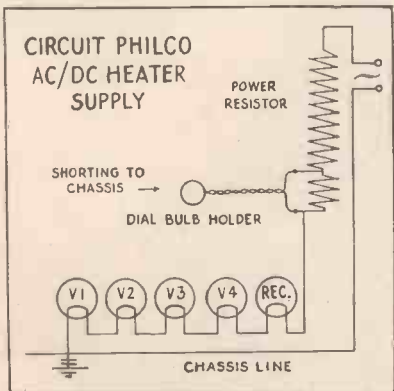 CIRCUIT PHILCO
AC/DC HEATER
SUPPLY
POWER
RESISTOR
SHORTING TO
CHASSIS →
DIAL BULB HOLDER
V1 V2 V3 V4 REC.
CHASSIS LINE